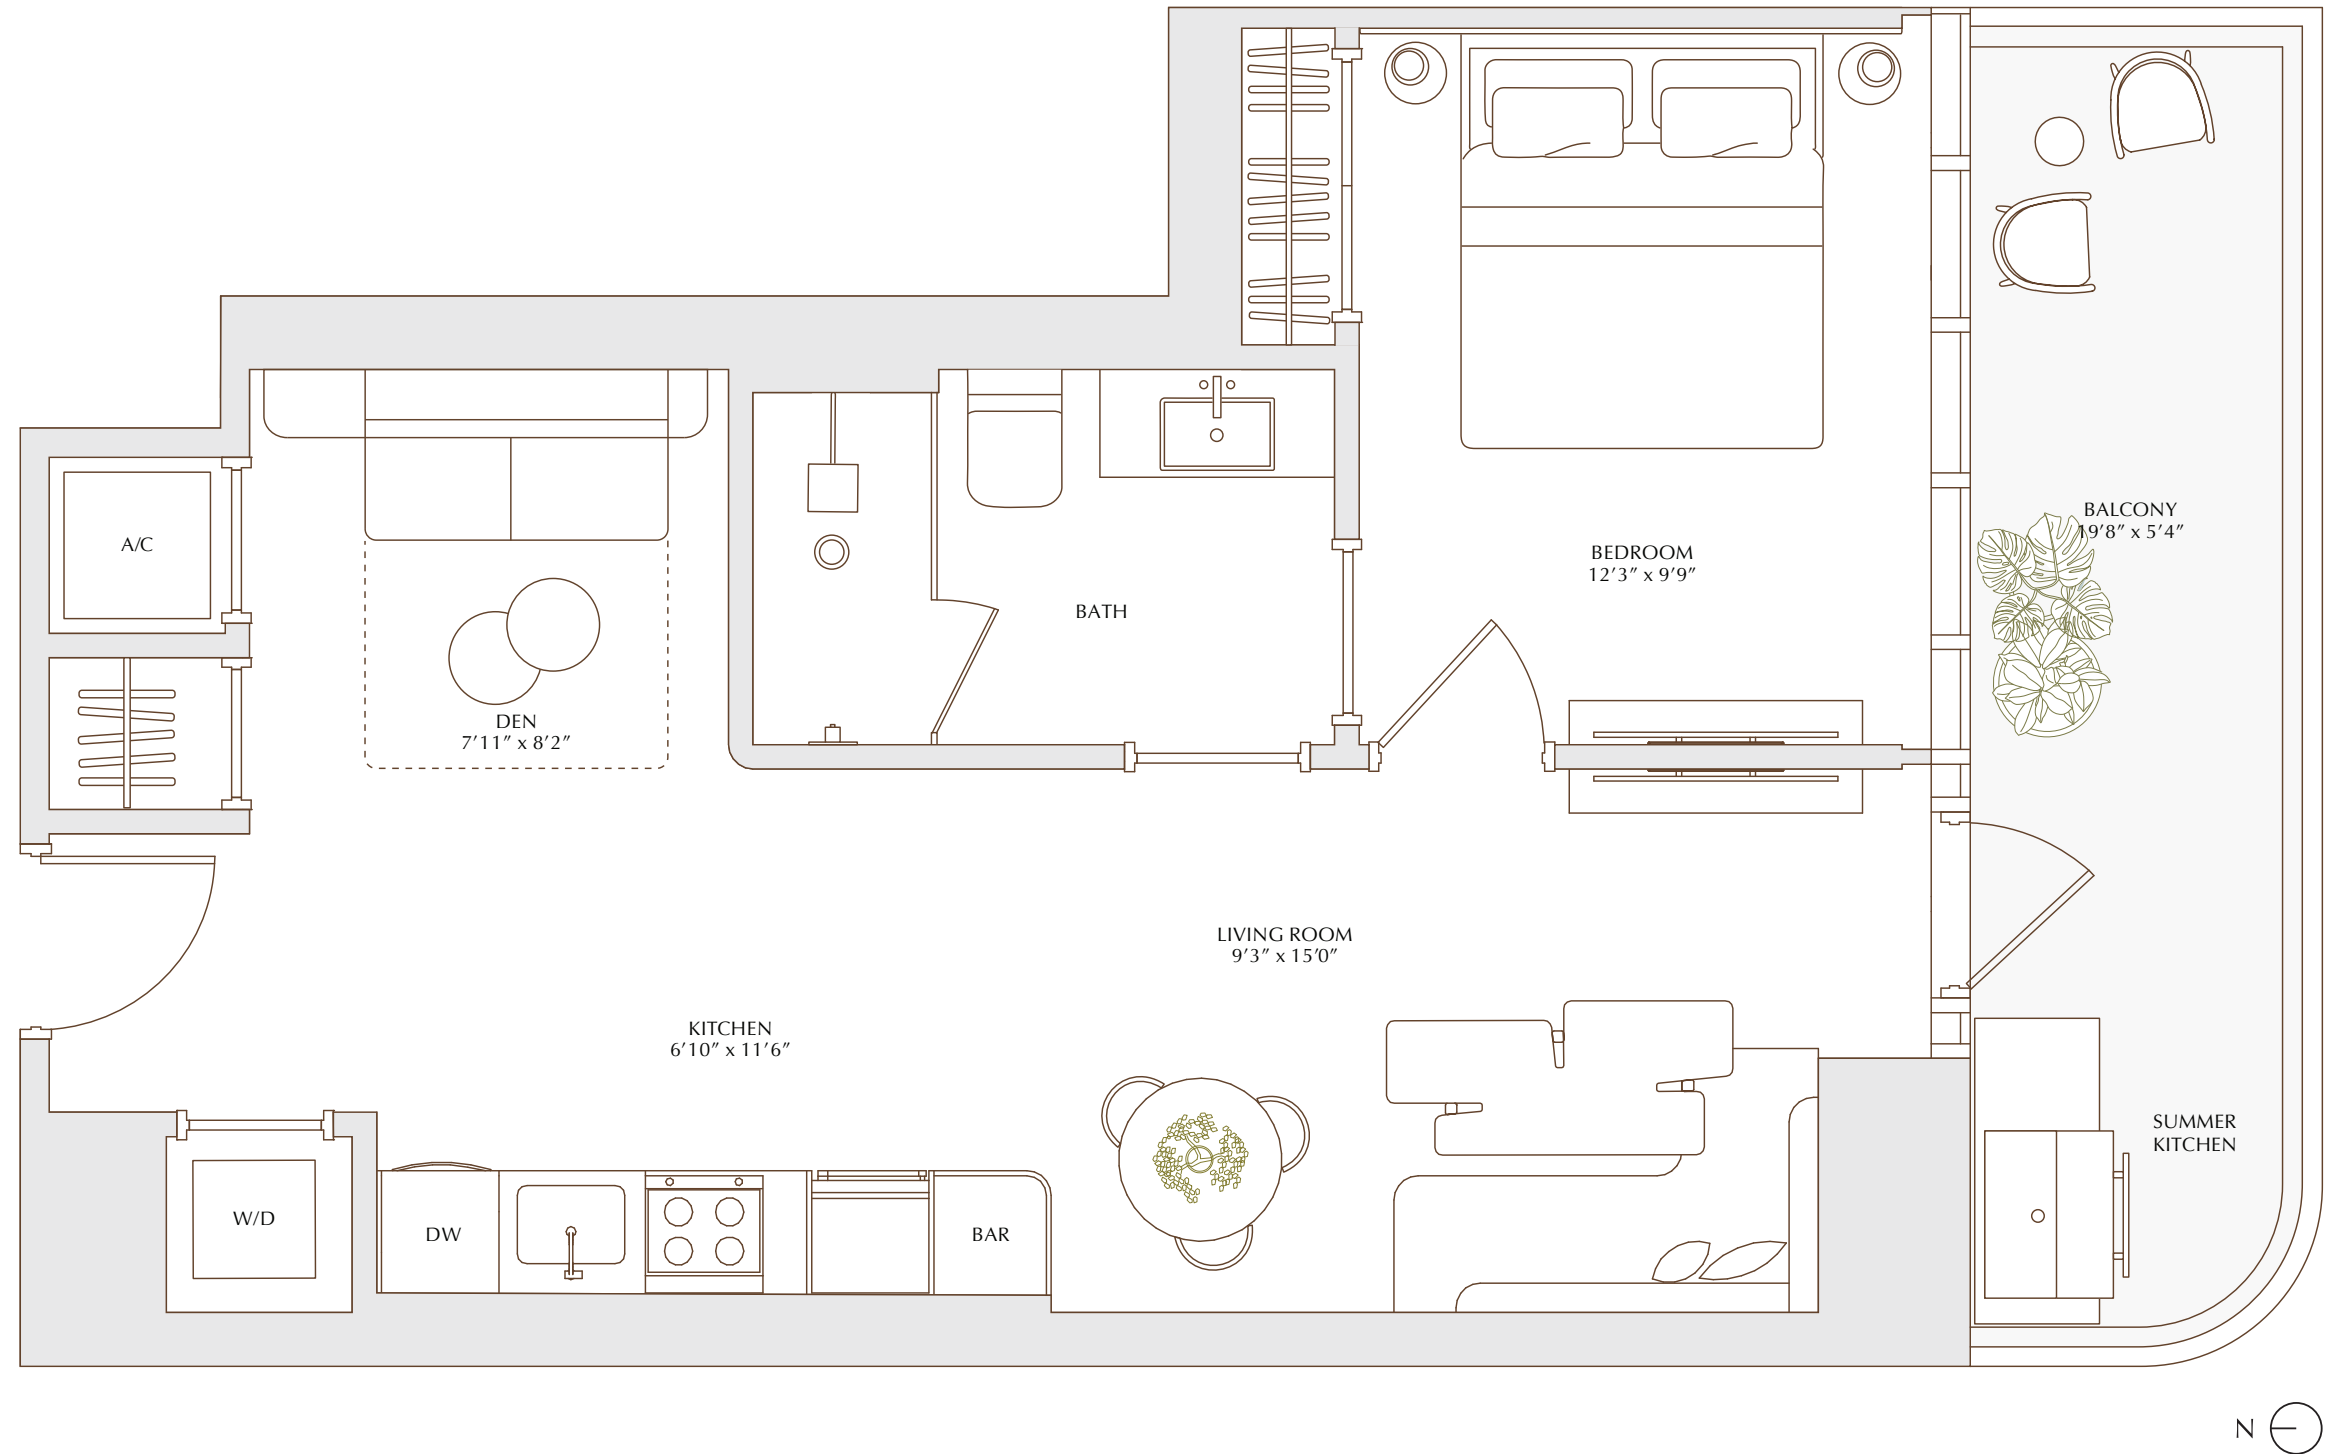 BALCONY
19'8" x 5'4"
A/C
BEDROOM
12'3" x 9'9"
BATH
DEN
7'11" x 8'2"
LIVING ROOM
9'3" x 15'0"
KITCHEN
6'10" x 11'6"
SUMMER
KITCHEN
W/D
DW
BAR
N